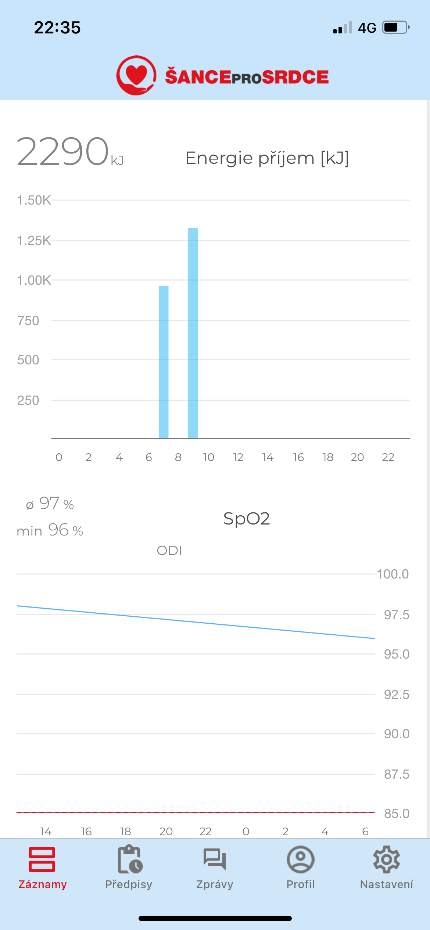 22:35 4G
ŠANCEPROSRDCE
2290kJ Energie příjem [kJ]
1.50K
1.25K
1.00K
750
500
250
0 2 4 6 8 10 12 14 16 18 20 22
ø 97 % SpO2
min 96 %
ODI
100.0
97.5
95.0
92.5
90.0
87.5
85.0
14 16 18 20 22 0 2 4 6
Záznamy Předpisy Zprávy Profil Nastavení